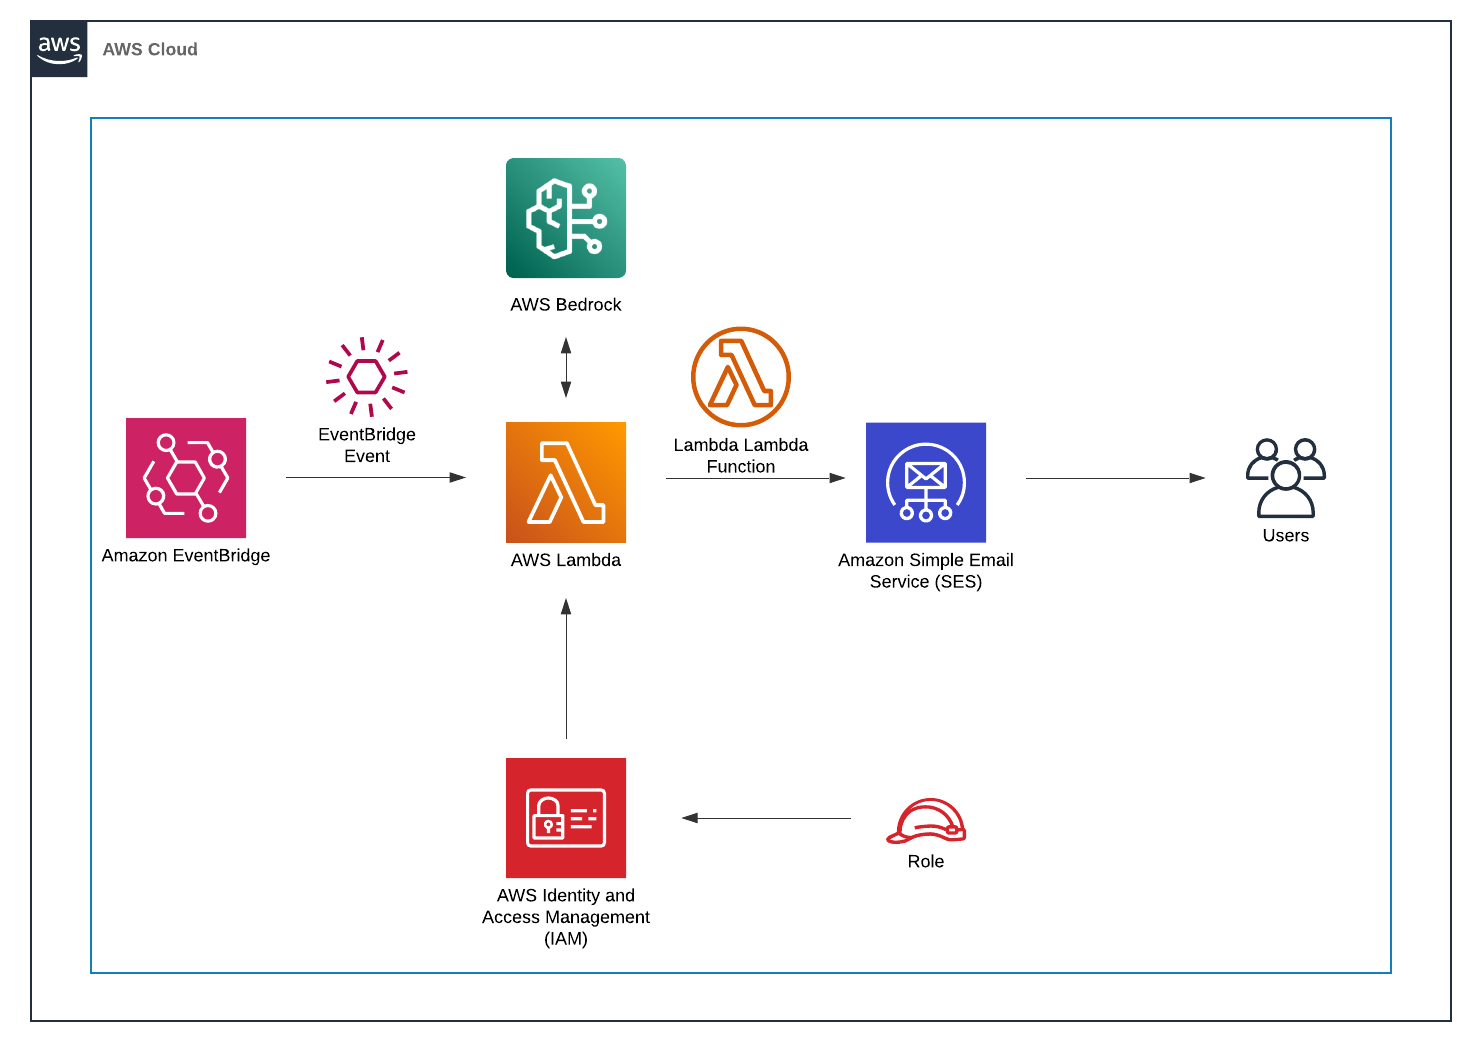 aws
AWS Cloud
AWS Bedrock
EventBridge
Event
Lambda Lambda
Function
Amazon EventBridge
AWS Lambda
Amazon Simple Email
Service (SES)
Users
AWS Identity and
Access Management
(IAM)
Role